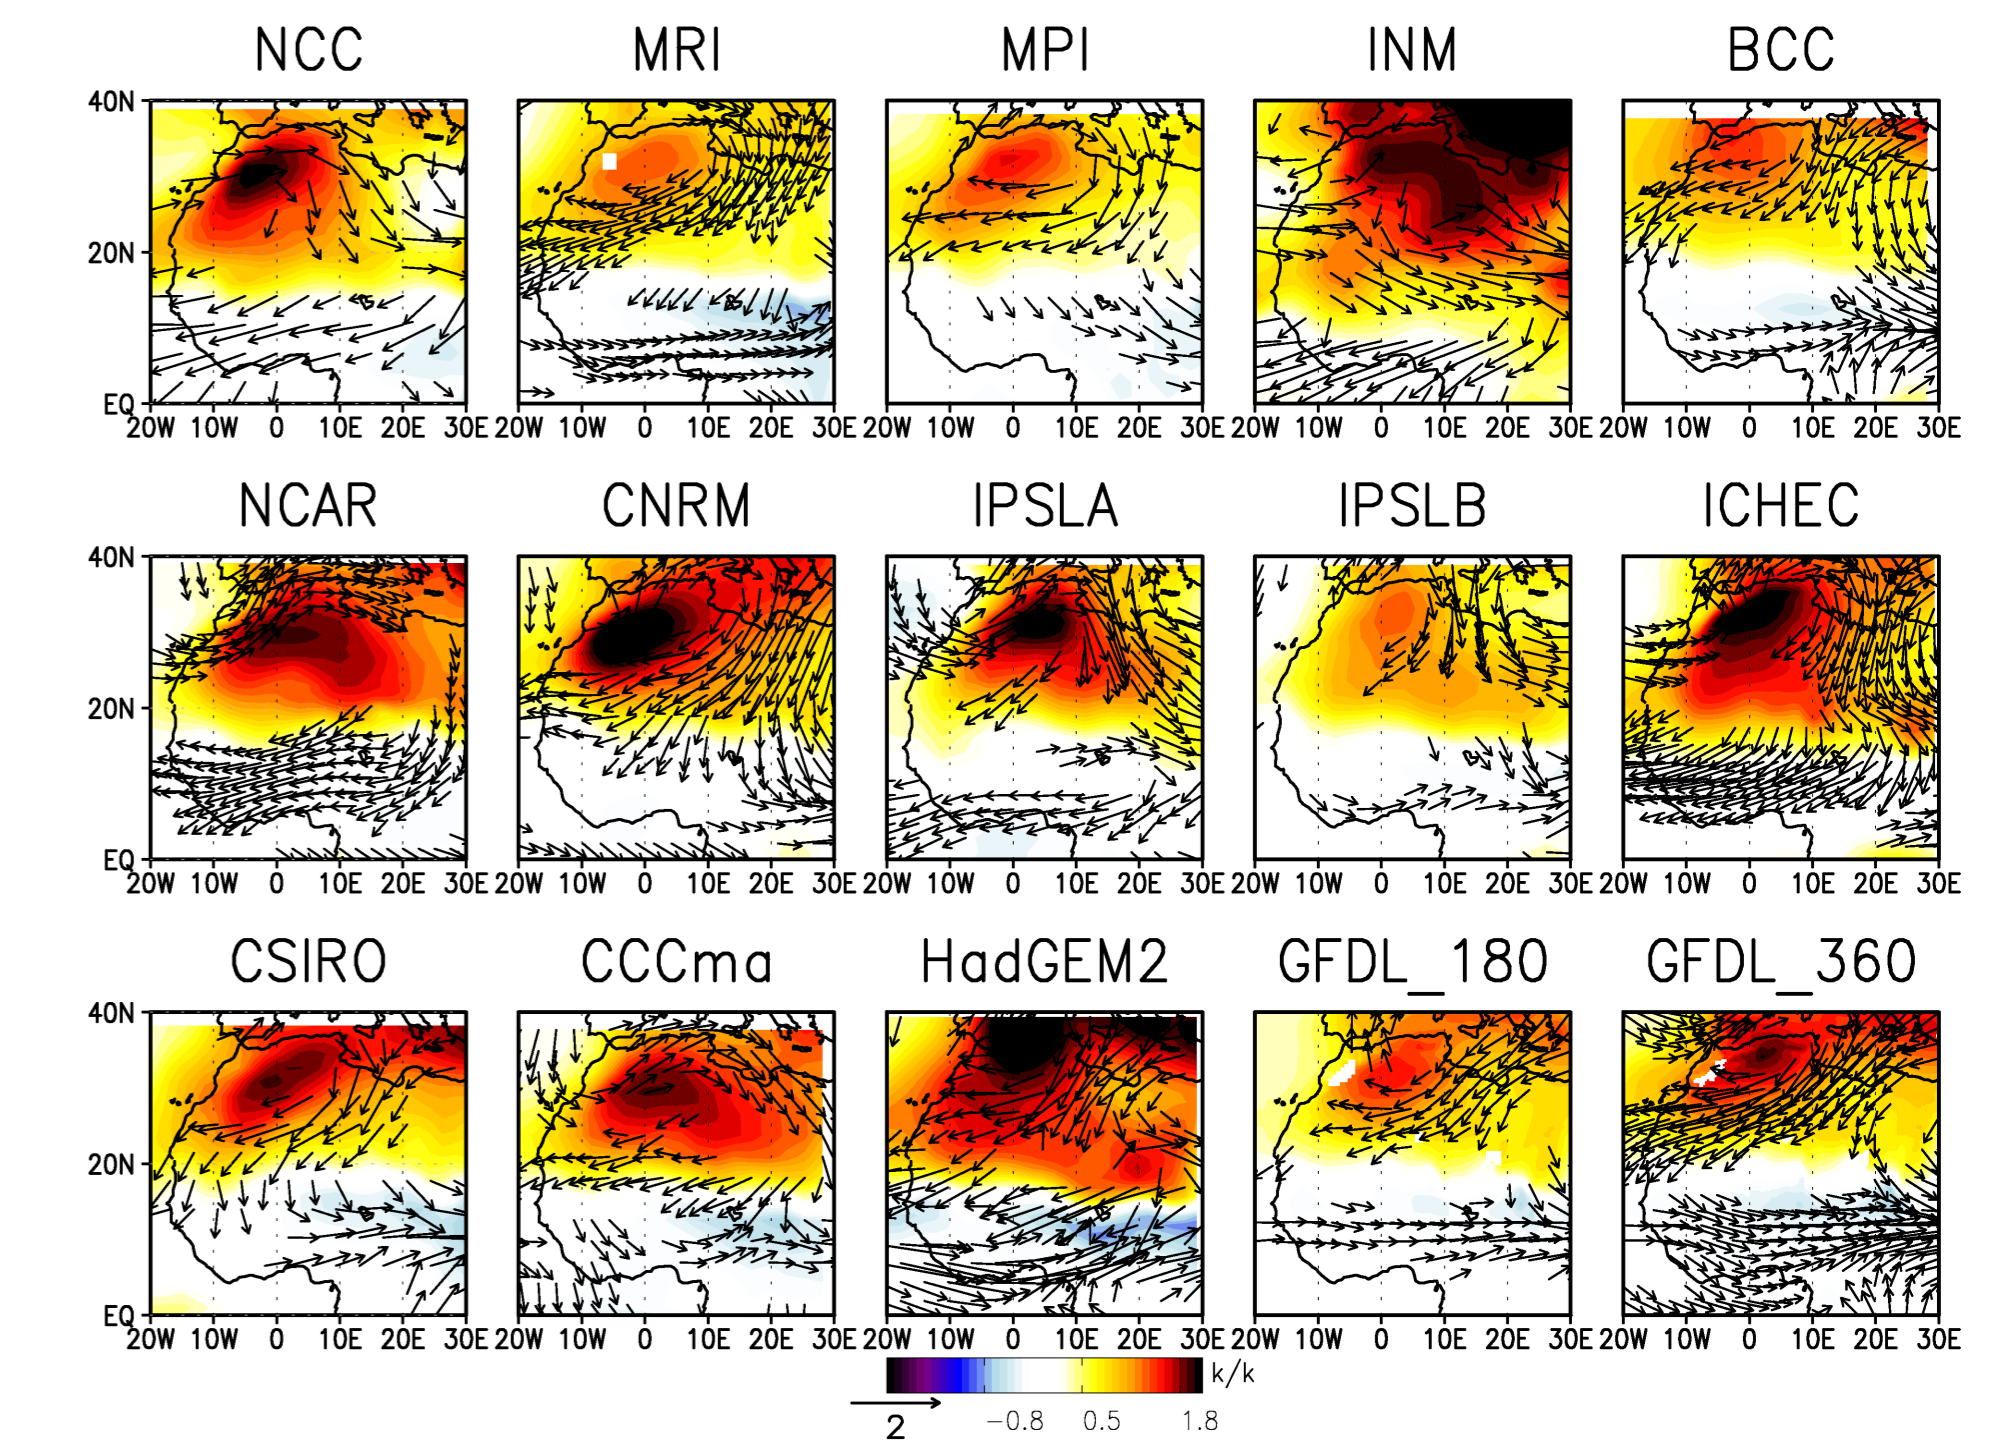 NCC MRI MPI INM BCC
40N
20N
EQ
20W 10W 0 10E 20E 30E 20W 10W 0 10E 20E 30E 20W 10W 0 10E 20E 30E 20W 10W 0 10E 20E 30E 20W 10W 0 10E 20E 30E
NCAR CNRM IPSLA IPSLB ICHEC
40N
20N
EQ
20W 10W 0 10E 20E 30E 20W 10W 0 10E 20E 30E 20W 10W 0 10E 20E 30E 20W 10W 0 10E 20E 30E 20W 10W 0 10E 20E 30E
CSIRO CCCma HadGEM2 GFDL_180 GFDL_360
40N
20N
EQ
20W 10W 0 10E 20E 30E 20W 10W 0 10E 20E 30E 20W 10W 0 10E 20E 30E 20W 10W 0 10E 20E 30E 20W 10W 0 10E 20E 30E
k/k
2 −0.8 0.5 1.8